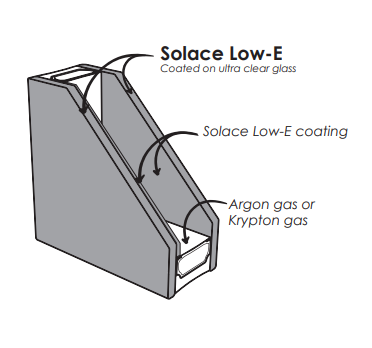 Solace Low-E
Coated on ultra clear glass
Solace Low-E coating
Argon gas or
Krypton gas